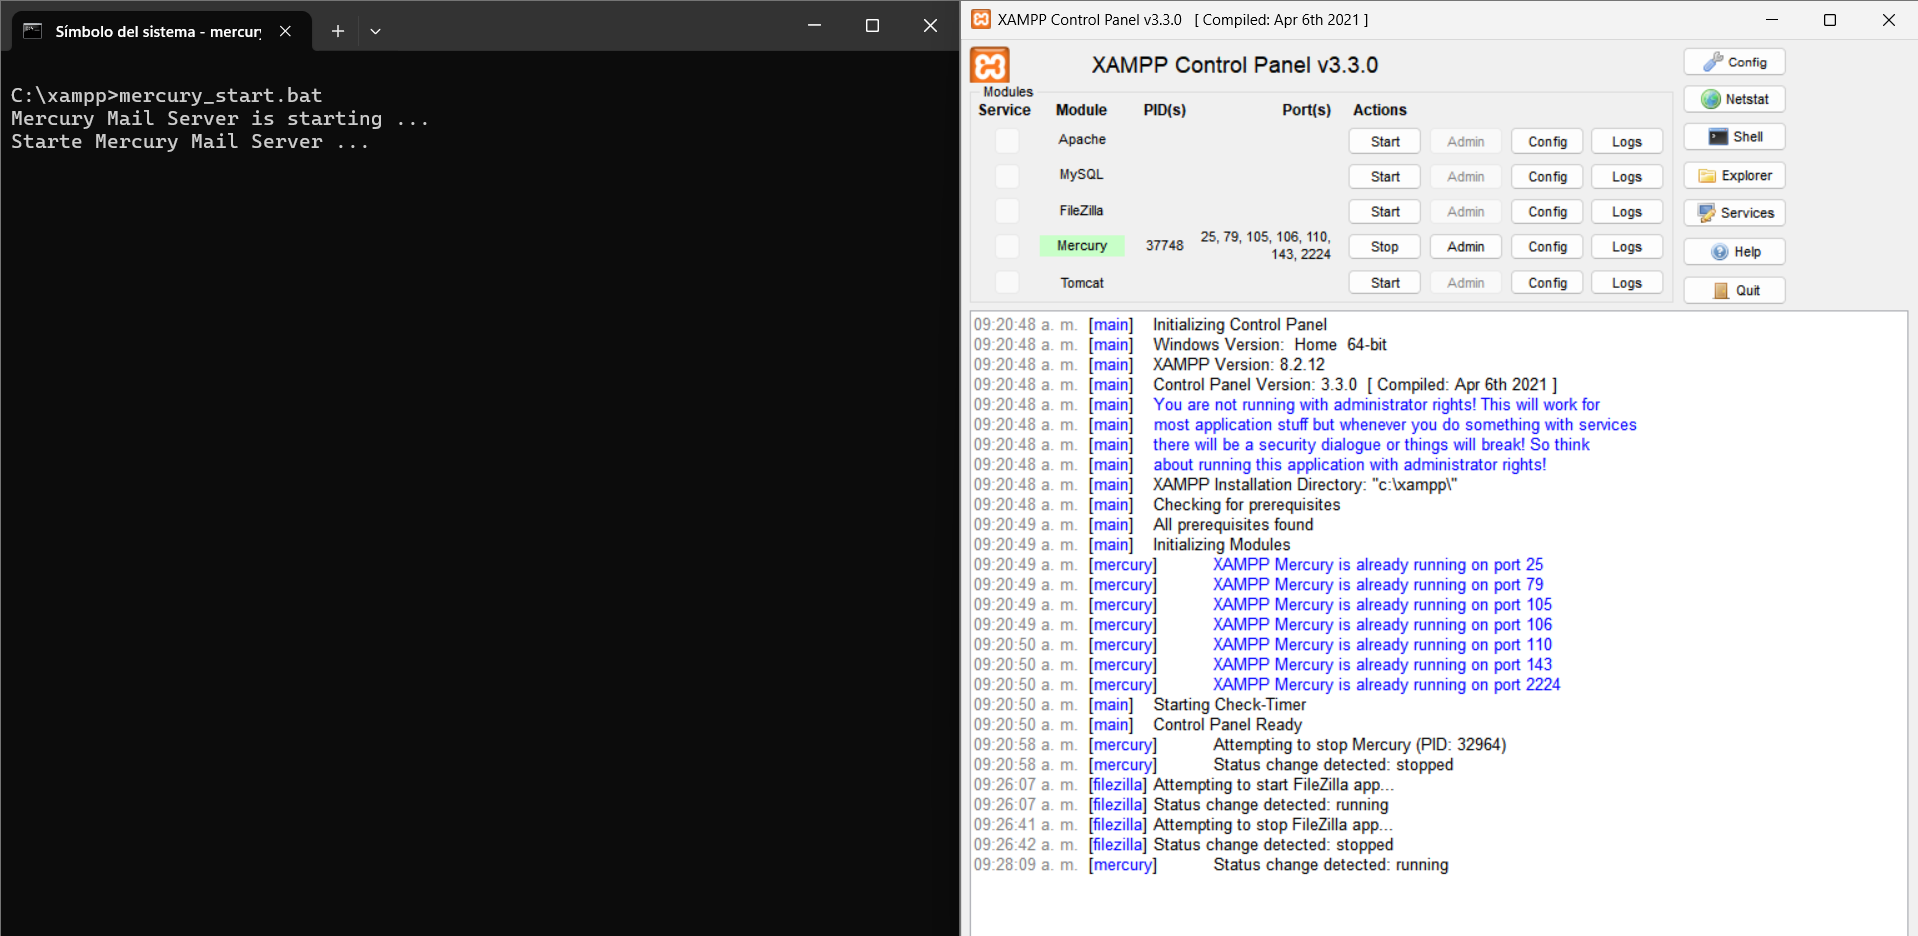 Símbolo del sistema - mercury
C:\xampp>mercury_start.bat
Mercury Mail Server is starting ...
Starte Mercury Mail Server ...
XAMPP Control Panel v3.3.0 [ Compiled: Apr 6th 2021 ]
XAMPP Control Panel v3.3.0
Modules
Service Module PID(s) Port(s) Actions
Apache Start Admin Config Logs
MySQL Start Admin Config Logs
FileZilla Start Admin Config Logs
Mercury 37748 25, 79, 105, 106, 110, 143, 2224 Stop Admin Config Logs
Tomcat Start Admin Config Logs
Config
Netstat
Shell
Explorer
Services
Help
Quit
09:20:48 a. m. [main] Initializing Control Panel
09:20:48 a. m. [main] Windows Version: Home 64-bit
09:20:48 a. m. [main] XAMPP Version: 8.2.12
09:20:48 a. m. [main] Control Panel Version: 3.3.0 [ Compiled: Apr 6th 2021 ]
09:20:48 a. m. [main] You are not running with administrator rights! This will work for
09:20:48 a. m. [main] most application stuff but whenever you do something with services
09:20:48 a. m. [main] there will be a security dialogue or things will break! So think
09:20:48 a. m. [main] about running this application with administrator rights!
09:20:48 a. m. [main] XAMPP Installation Directory: "c:\xampp\"
09:20:48 a. m. [main] Checking for prerequisites
09:20:49 a. m. [main] All prerequisites found
09:20:49 a. m. [main] Initializing Modules
09:20:49 a. m. [mercury] XAMPP Mercury is already running on port 25
09:20:49 a. m. [mercury] XAMPP Mercury is already running on port 79
09:20:49 a. m. [mercury] XAMPP Mercury is already running on port 105
09:20:49 a. m. [mercury] XAMPP Mercury is already running on port 106
09:20:50 a. m. [mercury] XAMPP Mercury is already running on port 110
09:20:50 a. m. [mercury] XAMPP Mercury is already running on port 143
09:20:50 a. m. [mercury] XAMPP Mercury is already running on port 2224
09:20:50 a. m. [main] Starting Check-Timer
09:20:50 a. m. [main] Control Panel Ready
09:20:58 a. m. [mercury] Attempting to stop Mercury (PID: 32964)
09:20:58 a. m. [mercury] Status change detected: stopped
09:26:07 a. m. [filezilla] Attempting to start FileZilla app...
09:26:07 a. m. [filezilla] Status change detected: running
09:26:41 a. m. [filezilla] Attempting to stop FileZilla app...
09:26:42 a. m. [filezilla] Status change detected: stopped
09:28:09 a. m. [mercury] Status change detected: running